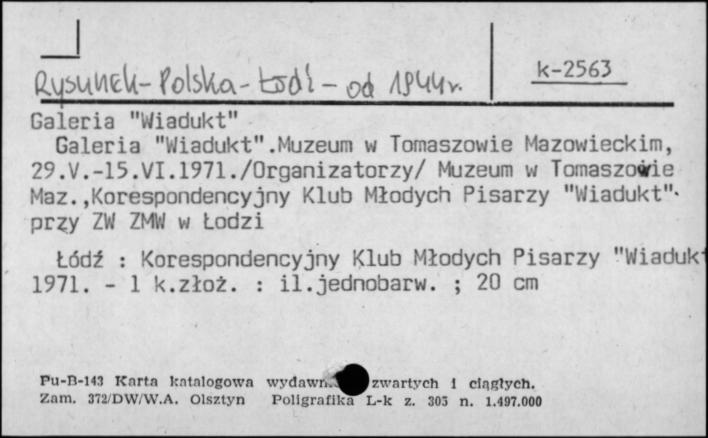 Rysunek-Polska-Łódź-od 1944r.
k-2563
Galeria "Wiadukt"
Galeria "Wiadukt".Muzeum w Tomaszowie Mazowieckim,
29.V.-15.VI.1971./Organizatorzy/ Muzeum w Tomaszowie
Maz.,Korespondencyjny Klub Młodych Pisarzy "Wiadukt".
przy ZW ZMW w Łodzi
Łódź : Korespondencyjny Klub Młodych Pisarzy "Wiadukt
1971. - 1 k.złoż. : il.jednobarw. ; 20 cm
Pu-B-143 Karta katalogowa zwartych i ciągłych.
Zam. 372/DW/W.A. Olsztyn Poligrafika L-k z. 305 n. 1.497.000